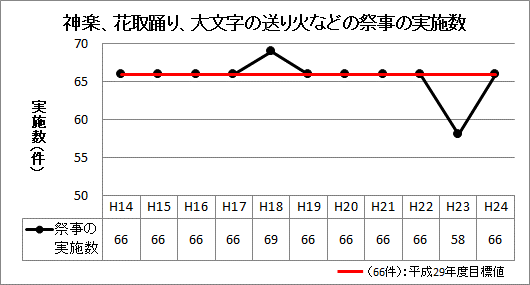 神楽、花取踊り、大文字の送り火などの祭事の実施数
実施数(件)
70
65
60
55
50
H14 H15 H16 H17 H18 H19 H20 H21 H22 H23 H24
祭事の
実施数
66 66 66 66 69 66 66 66 66 58 66
(66件):平成29年度目標値